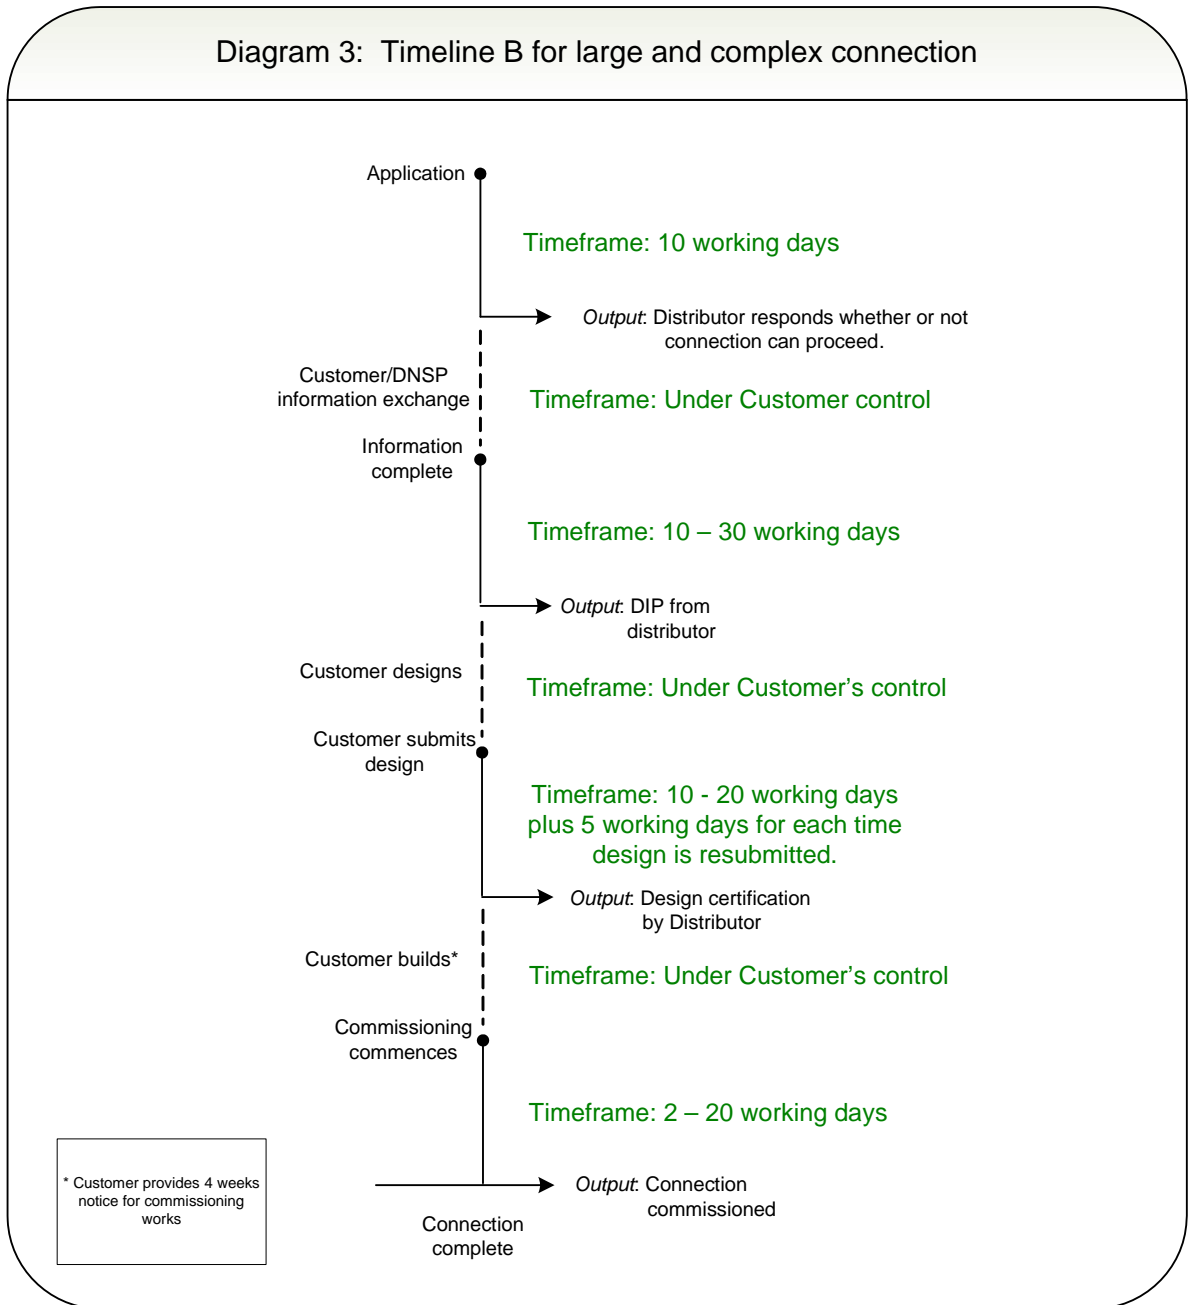 Diagram 3:  Timeline B for large and complex connection
Application
Timeframe: 10 working days
Output: Distributor responds whether or not
connection can proceed.
Customer/DNSP
information exchange
Timeframe: Under Customer control
Information
complete
Timeframe: 10 – 30 working days
Output: DIP from
distributor
Customer designs
Timeframe: Under Customer’s control
Customer submits
design
Timeframe: 10 - 20 working days
plus 5 working days for each time
design is resubmitted.
Output: Design certification
by Distributor
Customer builds*
Timeframe: Under Customer’s control
Commissioning
commences
Timeframe: 2 – 20 working days
* Customer provides 4 weeks
notice for commissioning
works
Output: Connection
commissioned
Connection
complete